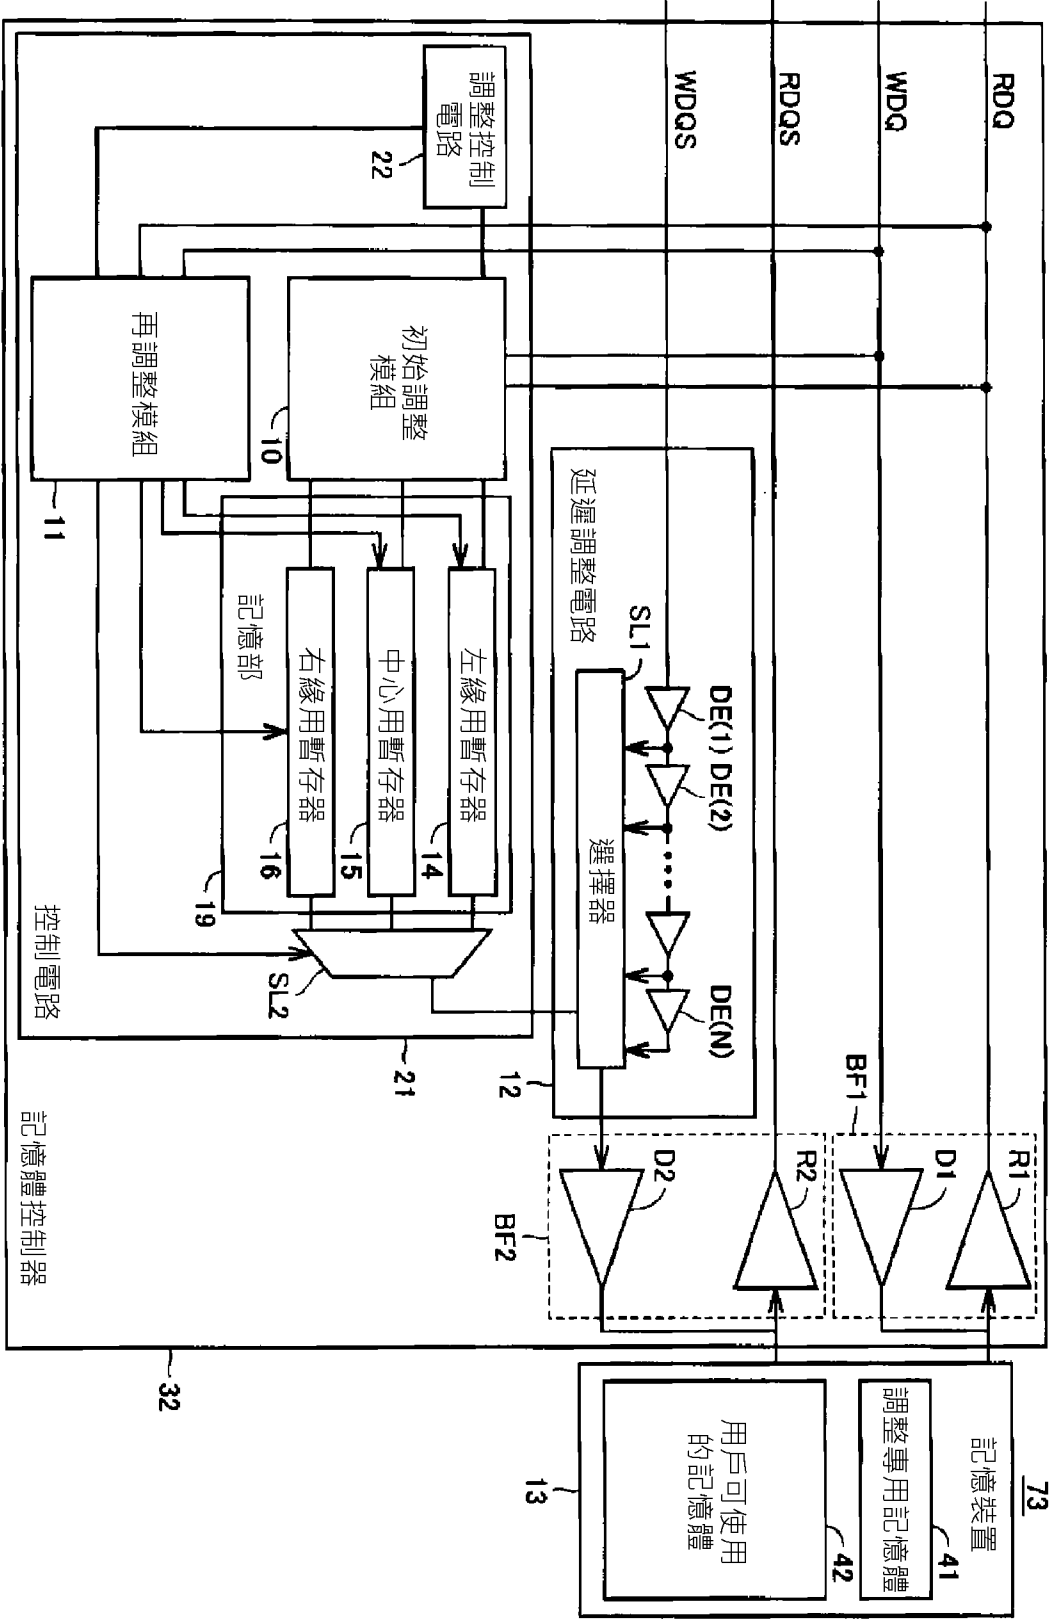 73
RDQ
WDQ
RDQS
WDQS
BF1
R1
D1
R2
D2
BF2
記憶裝置
調整專用記憶體
41
用戶可使用
的記憶體
42
13
DE(1)
DE(2)
DE(N)
SL1
選擇器
延遲調整電路
12
調整控制
電路
22
初始調整
模組
10
再調整模組
11
左緣用暫存器
14
中心用暫存器
15
右緣用暫存器
16
記憶部
19
SL2
21
控制電路
記憶體控制器
32